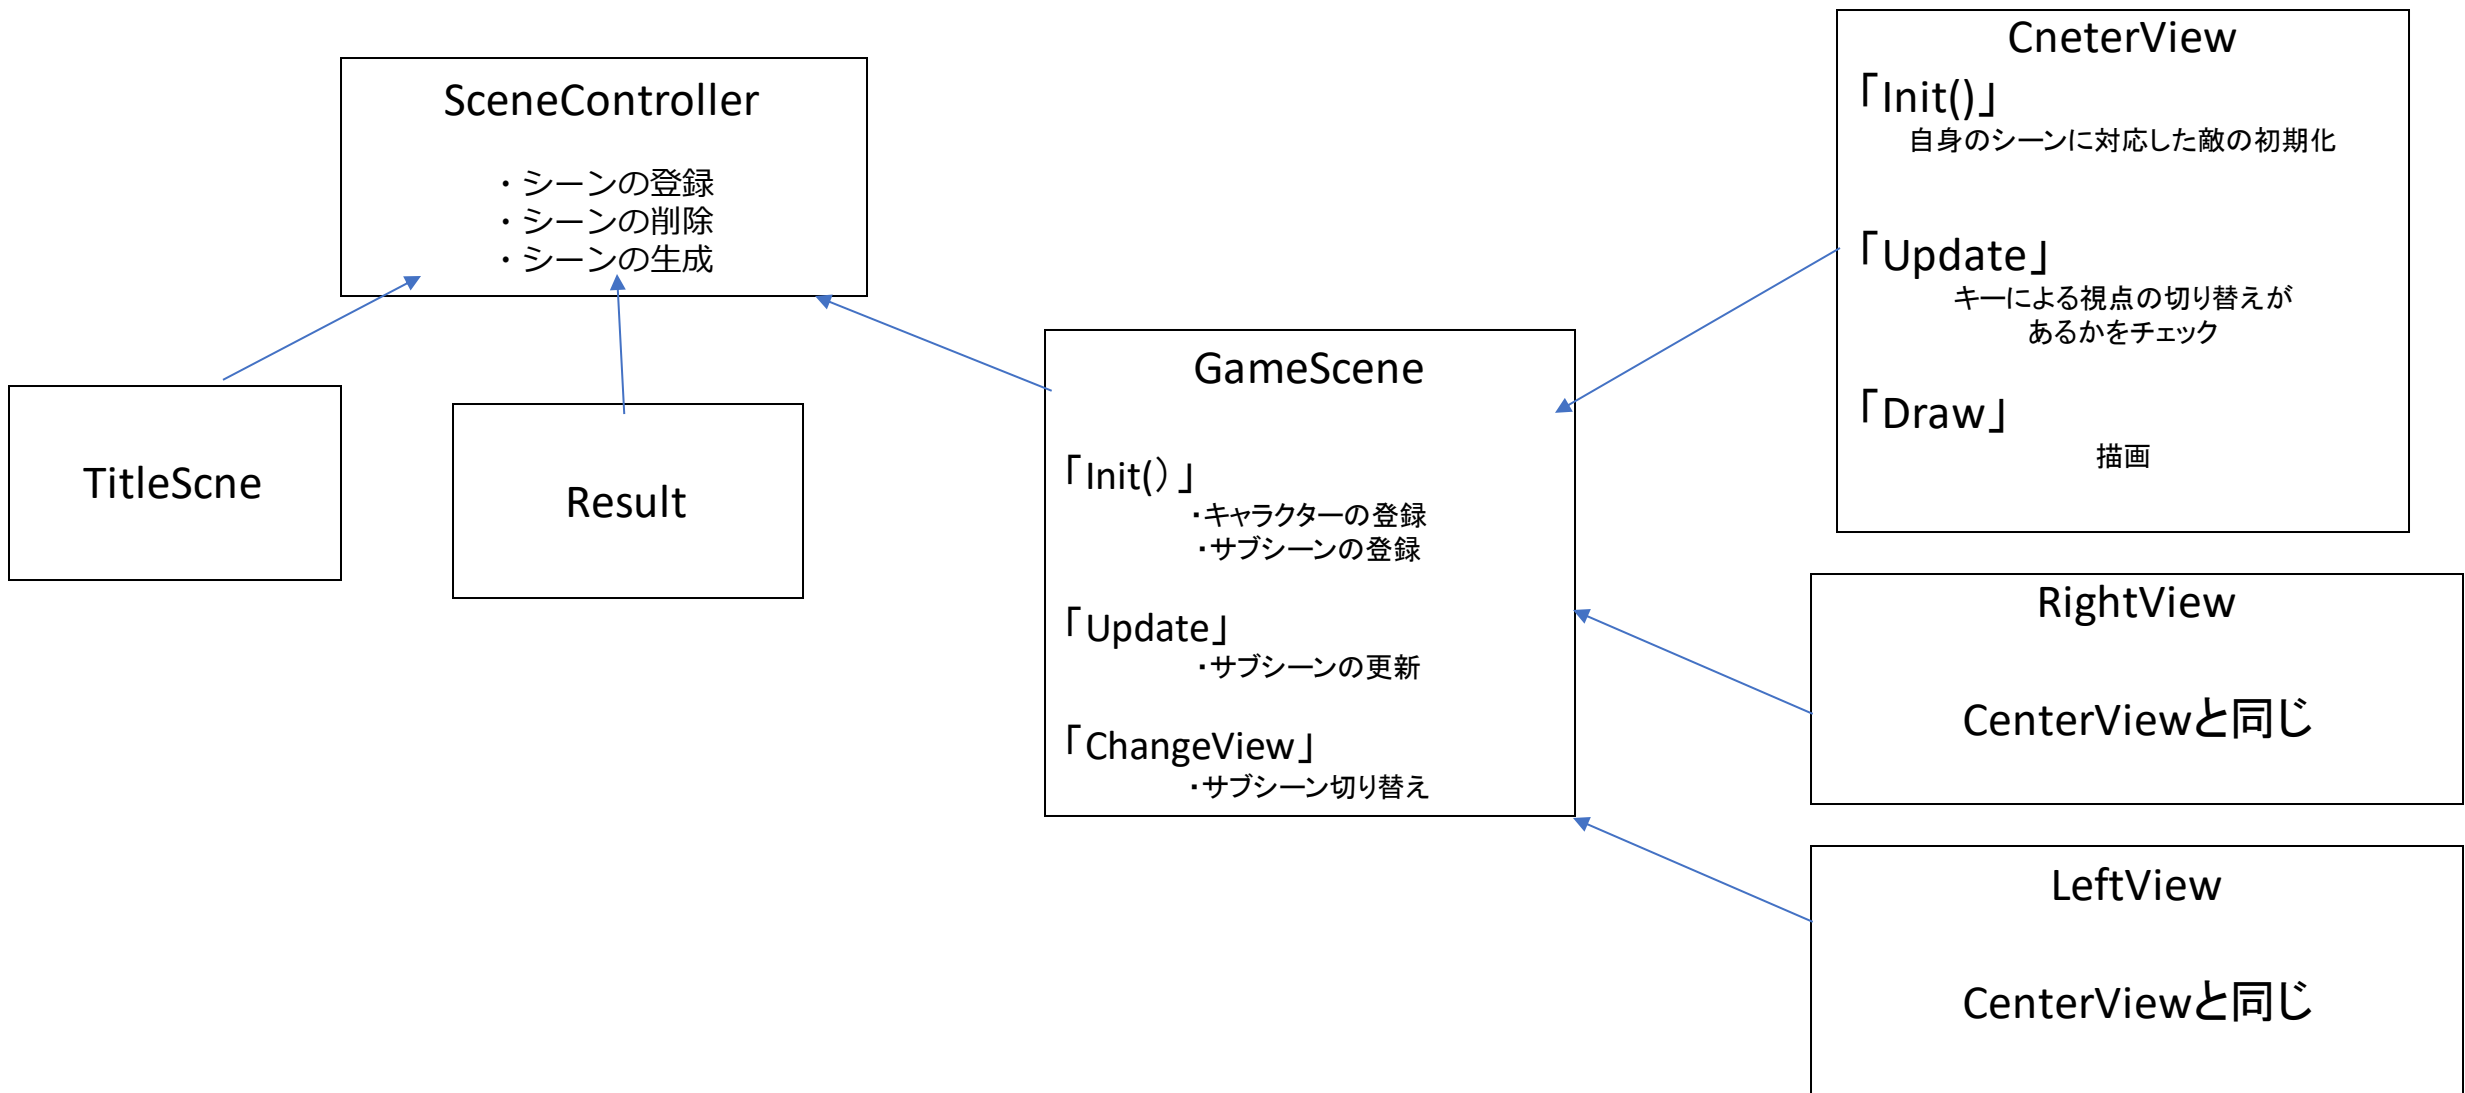 SceneController
・シーンの登録
・シーンの削除
・シーンの生成
TitleScne
Result
GameScene
「Init()」
・キャラクターの登録
・サブシーンの登録
「Update」
・サブシーンの更新
「ChangeView」
・サブシーン切り替え
CneterView
「Init()」
自身のシーンに対応した敵の初期化
「Update」
キーによる視点の切り替えが
あるかをチェック
「Draw」
描画
RightView
CenterViewと同じ
LeftView
CenterViewと同じ